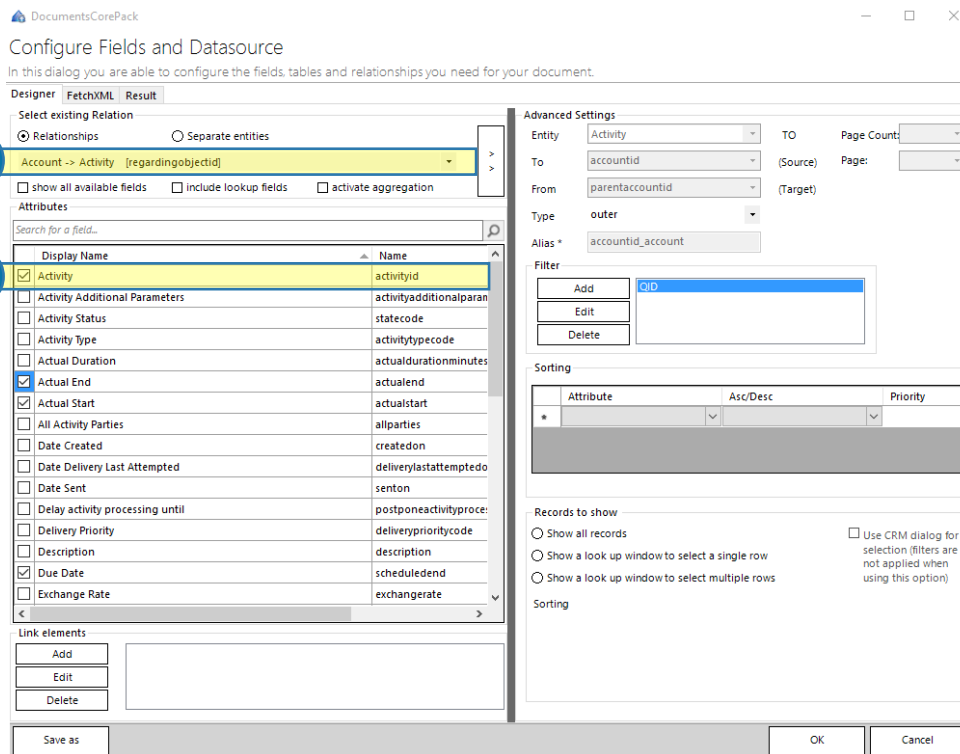 DocumentsCorePack
Configure Fields and Datasource
In this dialog you are able to configure the fields, tables and relationships you need for your document.
Designer FetchXML Result
Select existing Relation
Relationships Separate entities
Account -> Activity [regardingobjectid]
> >
show all available fields include lookup fields activate aggregation
Attributes
Search for a field...
Display Name Name
Activity activityid
Activity Additional Parameters activityadditionalparam
Activity Status statecode
Activity Type activitytypecode
Actual Duration actualdurationminutes
Actual End actualend
Actual Start actualstart
All Activity Parties allparties
Date Created createdon
Date Delivery Last Attempted deliverylastattemptedo
Date Sent senton
Delay activity processing until postponeactivityproces
Delivery Priority deliveryprioritycode
Description description
Due Date scheduledend
Exchange Rate exchangerate
Link elements
Add
Edit
Delete
Save as
Advanced Settings
Entity Activity TO Page Count:
To accountid (Source) Page:
From parentaccountid (Target)
Type outer
Alias * accountid_account
Filter
Add QID
Edit
Delete
Sorting
Attribute Asc/Desc Priority
*
Records to show
Show all records
Show a look up window to select a single row
Show a look up window to select multiple rows
Use CRM dialog for
selection (filters are
not applied when
using this option)
Sorting
OK Cancel